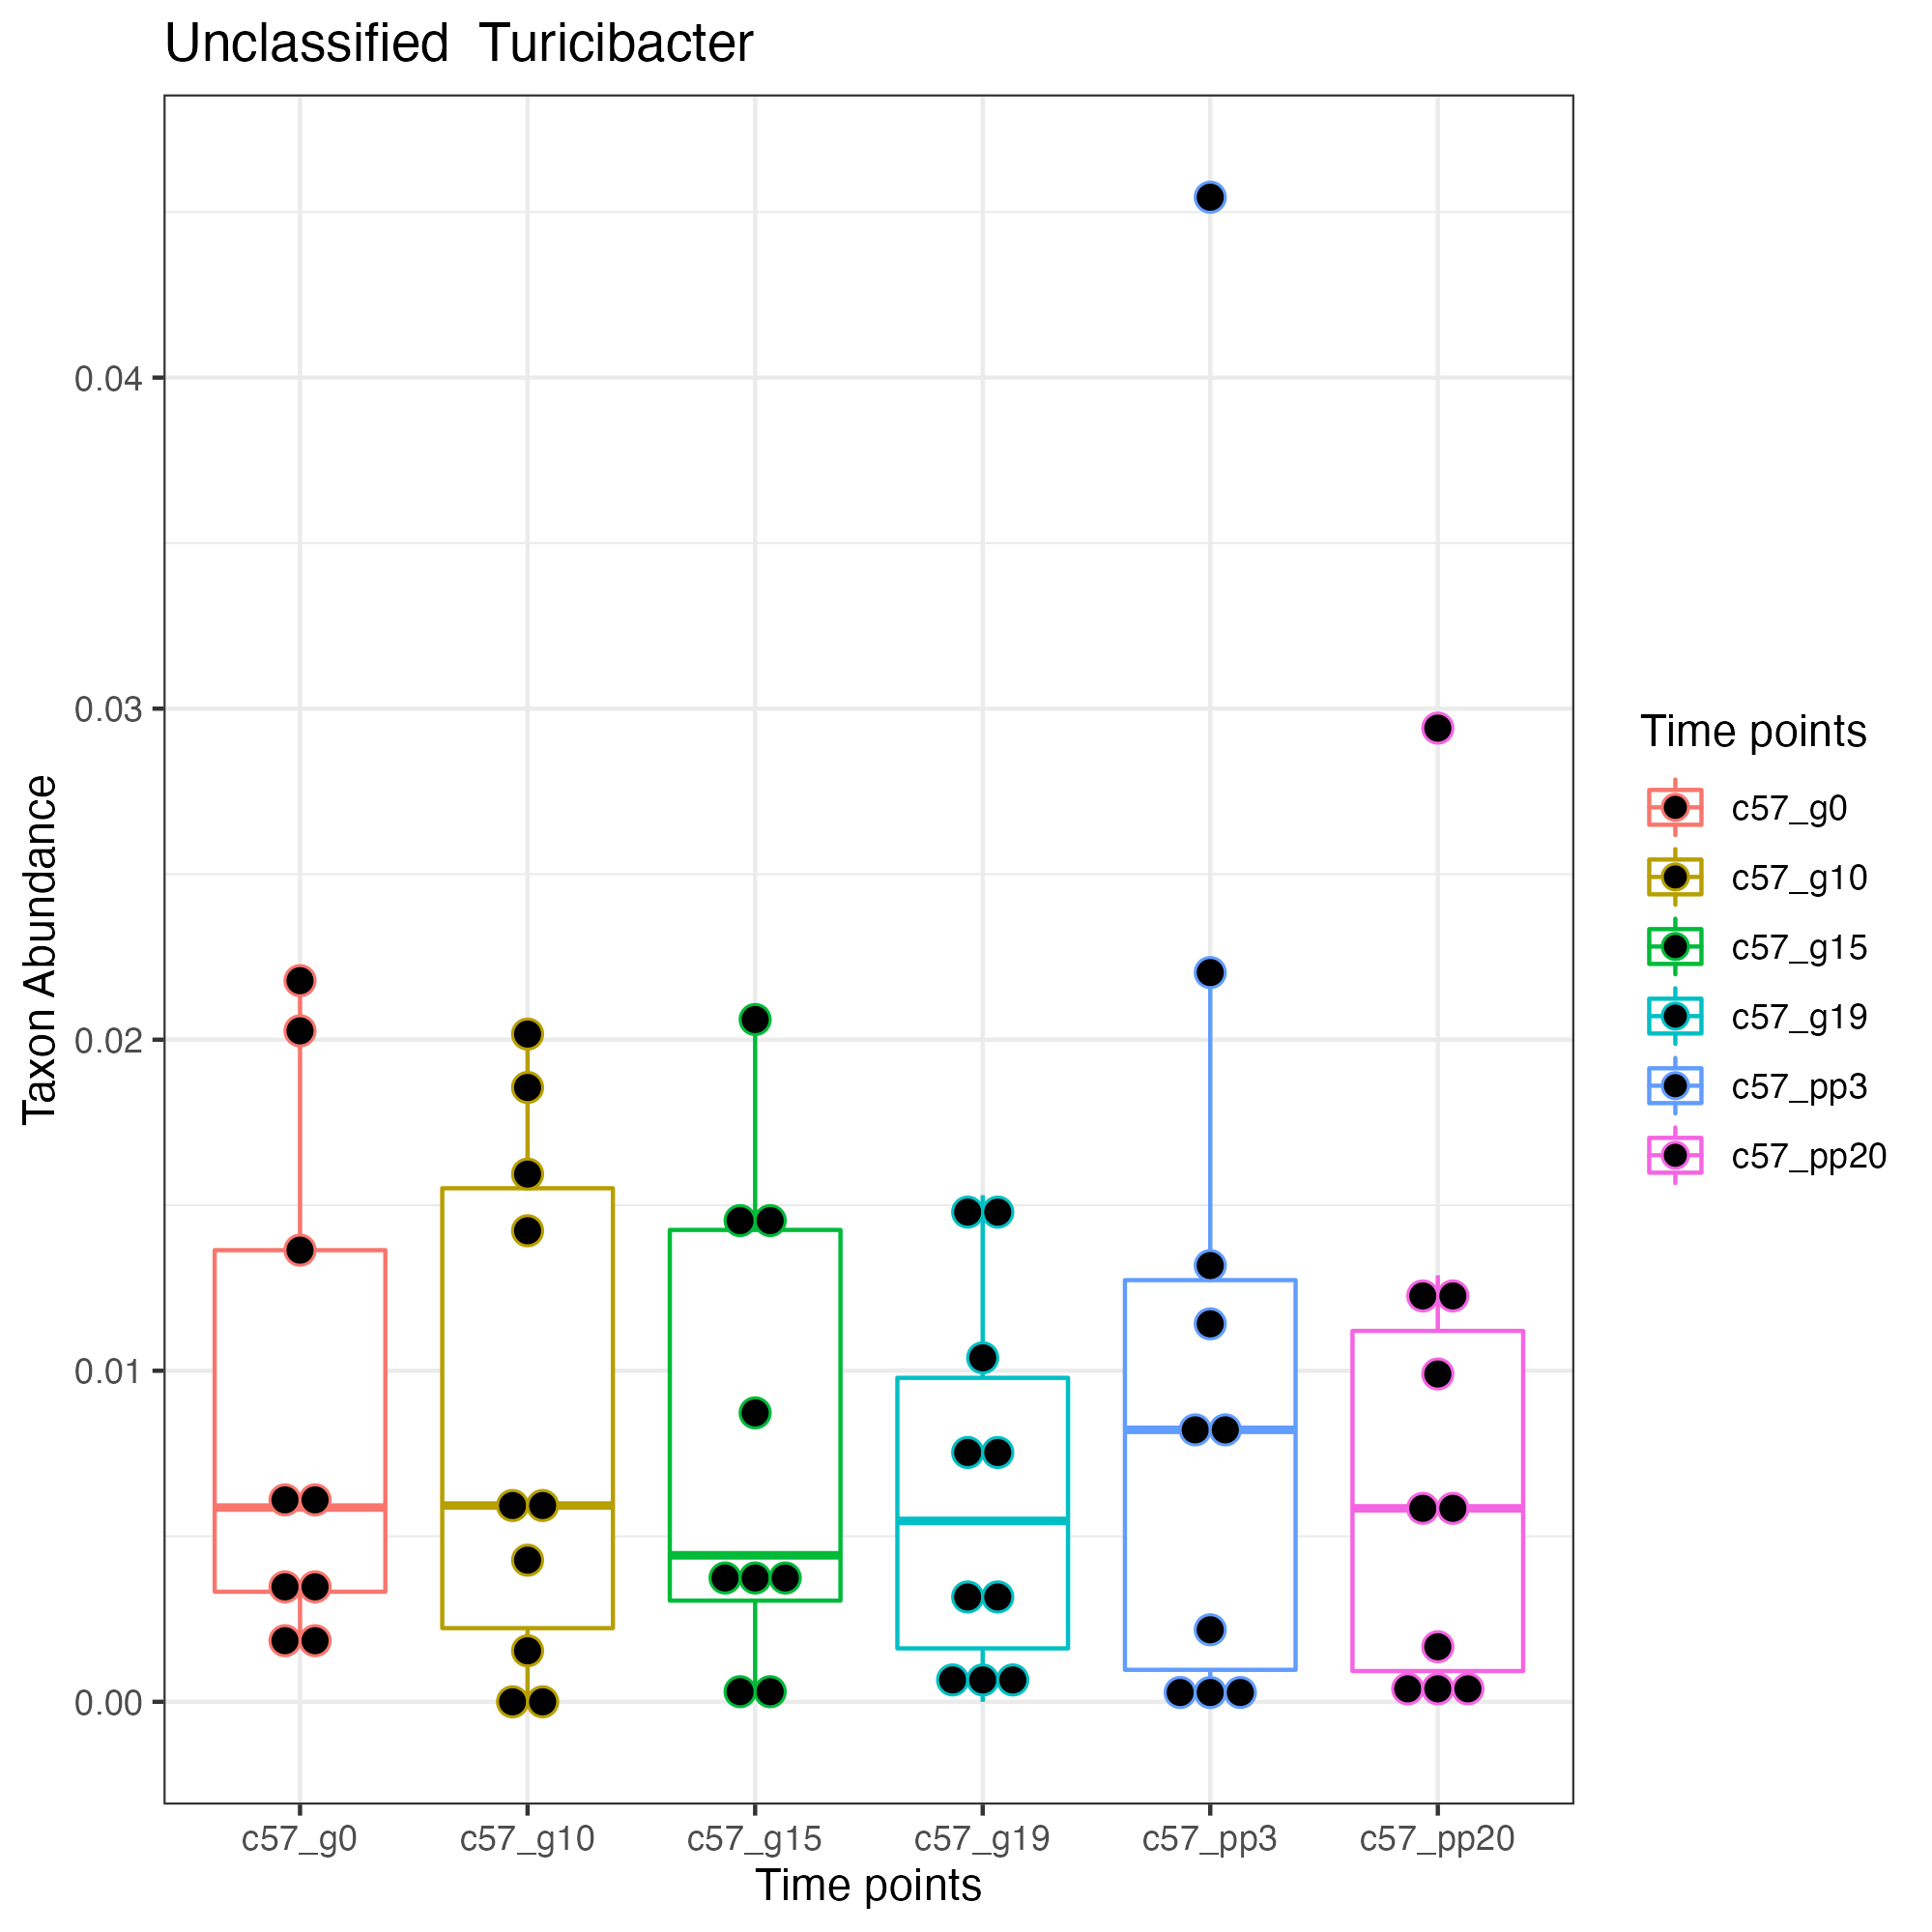 Unclassified  Turicibacter
Taxon Abundance
0.04
0.03
0.02
0.01
0.00
c57_g0
c57_g10
c57_g15
c57_g19
c57_pp3
c57_pp20
Time points
Time points
c57_g0
c57_g10
c57_g15
c57_g19
c57_pp3
c57_pp20